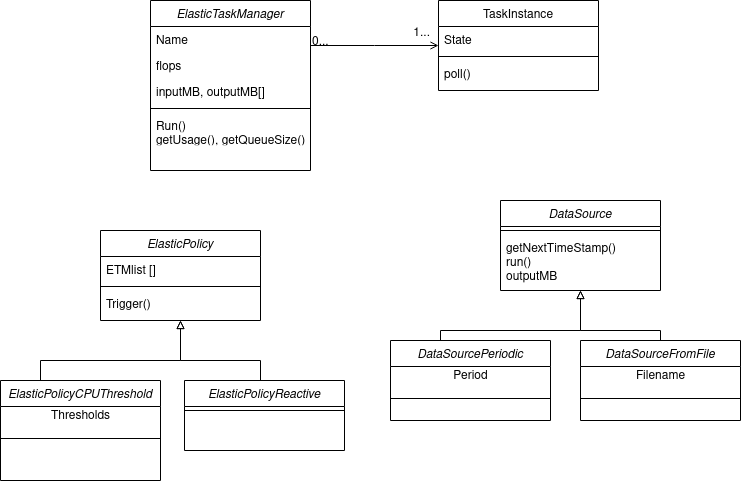 ElasticTaskManager
Name
flops
inputMB, outputMB[]
Run()
getUsage(), getQueueSize()
0...
1...
TaskInstance
State
poll()
ElasticPolicy
ETMlist []
Trigger()
DataSource
getNextTimeStamp()
run()
outputMB
ElasticPolicyCPUThreshold
Thresholds
ElasticPolicyReactive
DataSourcePeriodic
Period
DataSourceFromFile
Filename